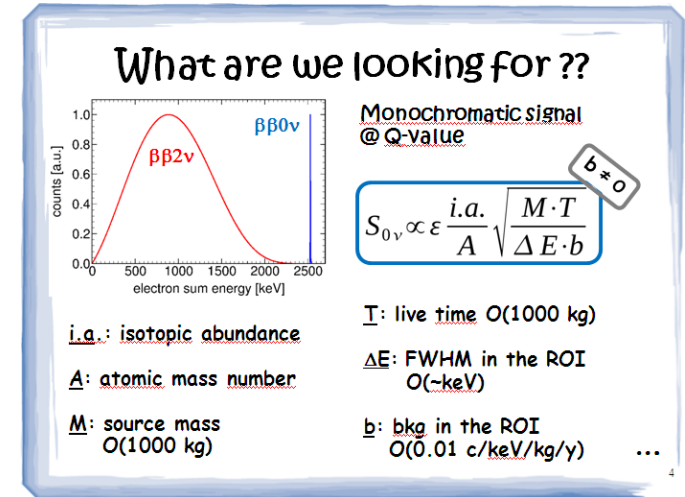 What are we looking for ??
ββ0ν
ββ2ν
counts [a.u.]
1.0
0.8
0.6
0.4
0.2
0.0
0 500 1000 1500 2000 2500
electron sum energy [keV]
Monochromatic signal
@ Q-value
b ≠ 0
S₀ν ∝ ε i.a./A √(M·T/Δ E·b)
i.a.: isotopic abundance
A: atomic mass number
M: source mass
O(1000 kg)
T: live time O(1000 kg)
ΔE: FWHM in the ROI
O(~keV)
b: bkg in the ROI
O(0.01 c/keV/kg/y)
...
4